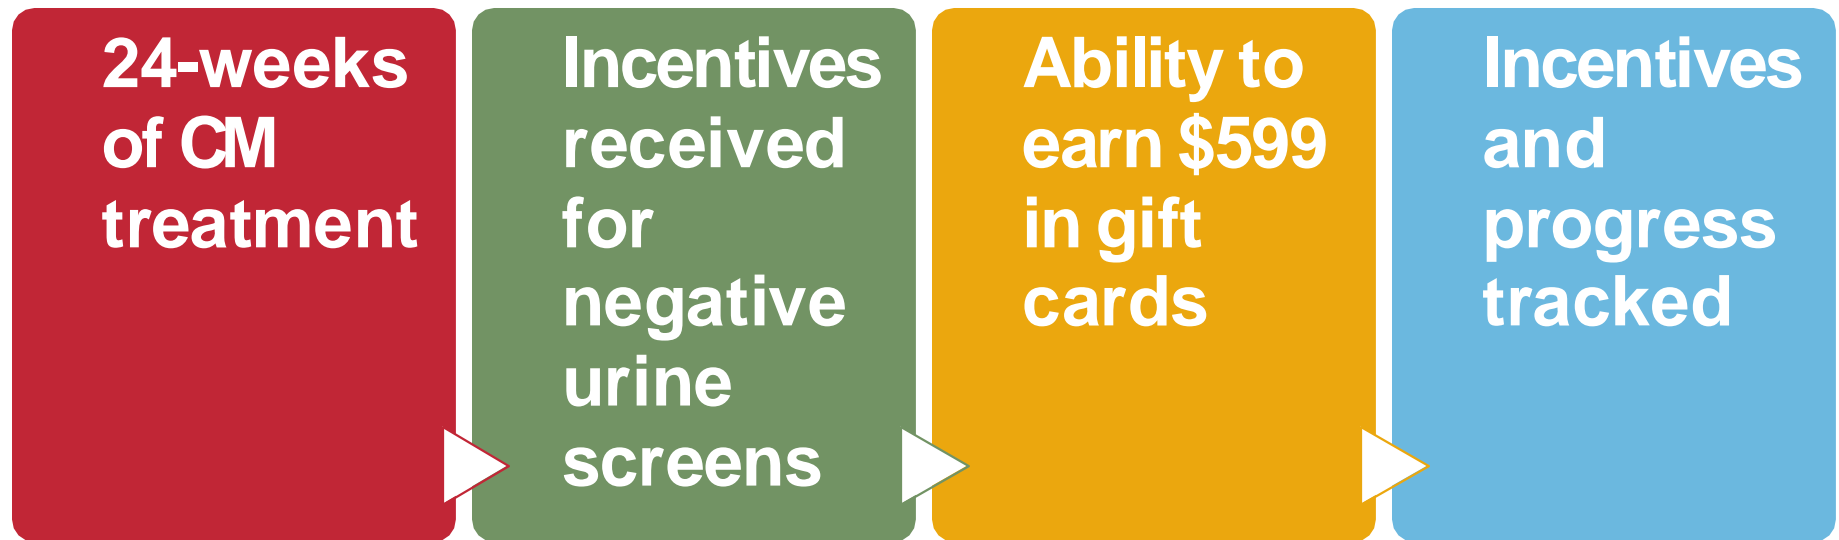 24-weeks
of CM
treatment
Incentives
received
for
negative
urine
screens
Ability to
earn $599
in gift
cards
Incentives
and
progress
tracked